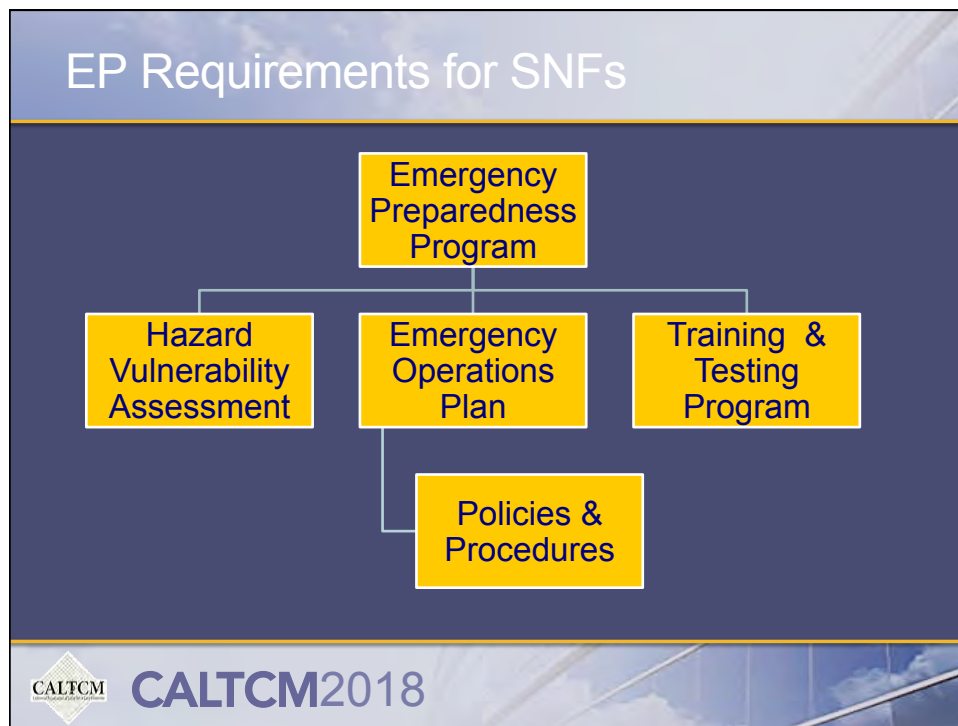 EP Requirements for SNFs
Emergency
Preparedness
Program
Hazard
Vulnerability
Assessment
Emergency
Operations
Plan
Training &
Testing
Program
Policies &
Procedures
CALTCM
CALTCM2018